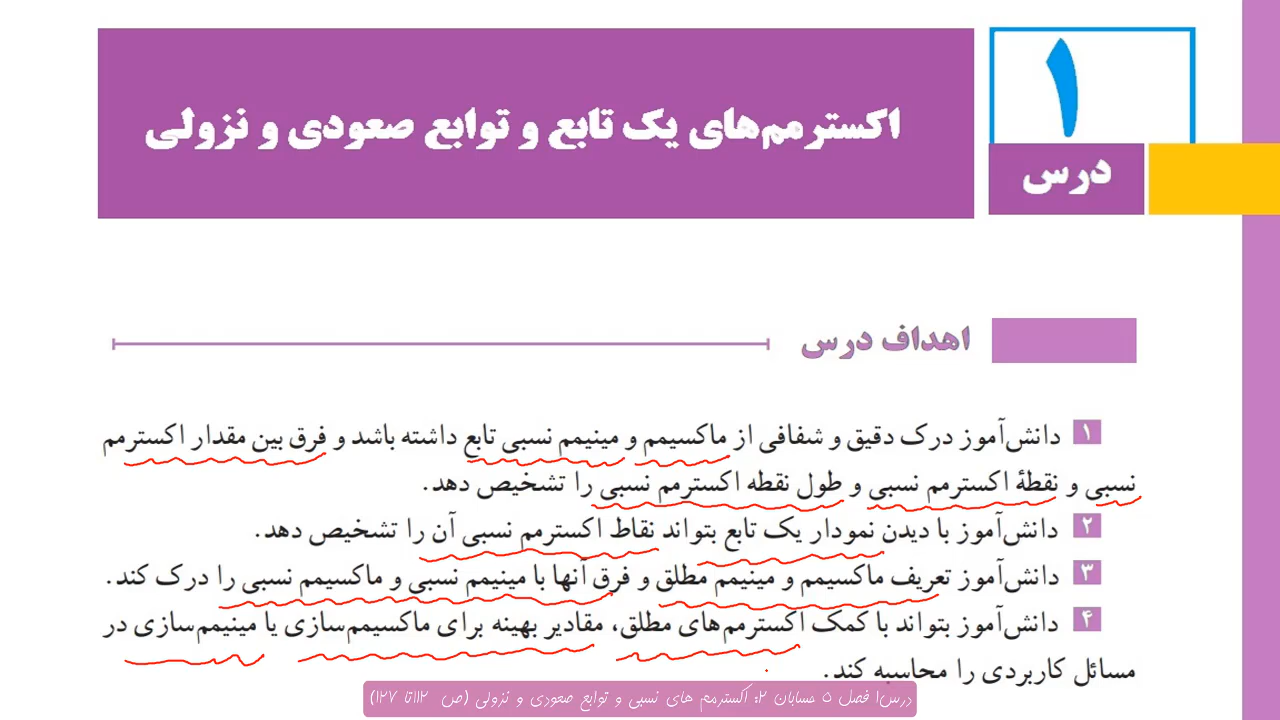 ۱
درس
اکسترمم‌های یک تابع و توابع صعودی و نزولی
اهداف درس
۱ دانش‌آموز درک دقیق و شفافی از ماکسیمم و مینیمم نسبی تابع داشته باشد و فرق بین مقدار اکسترمم
نسبی و نقطهٔ اکسترمم نسبی و طول نقطه اکسترمم نسبی را تشخیص دهد.
۲ دانش‌آموز با دیدن نمودار یک تابع بتواند نقاط اکسترمم نسبی آن را تشخیص دهد.
۳ دانش‌آموز تعریف ماکسیمم و مینیمم مطلق و فرق آنها با مینیمم نسبی و ماکسیمم نسبی را درک کند.
۴ دانش‌آموز بتواند با کمک اکسترمم‌های مطلق، مقادیر بهینه برای ماکسیمم‌سازی یا مینیمم‌سازی در
مسائل کاربردی را محاسبه کند.
درس۱ فصل ۵ حسابان ۲: اکسترمم های نسبی و توابع صعودی و نزولی (ص ۱۱۲تا ۱۲۷)